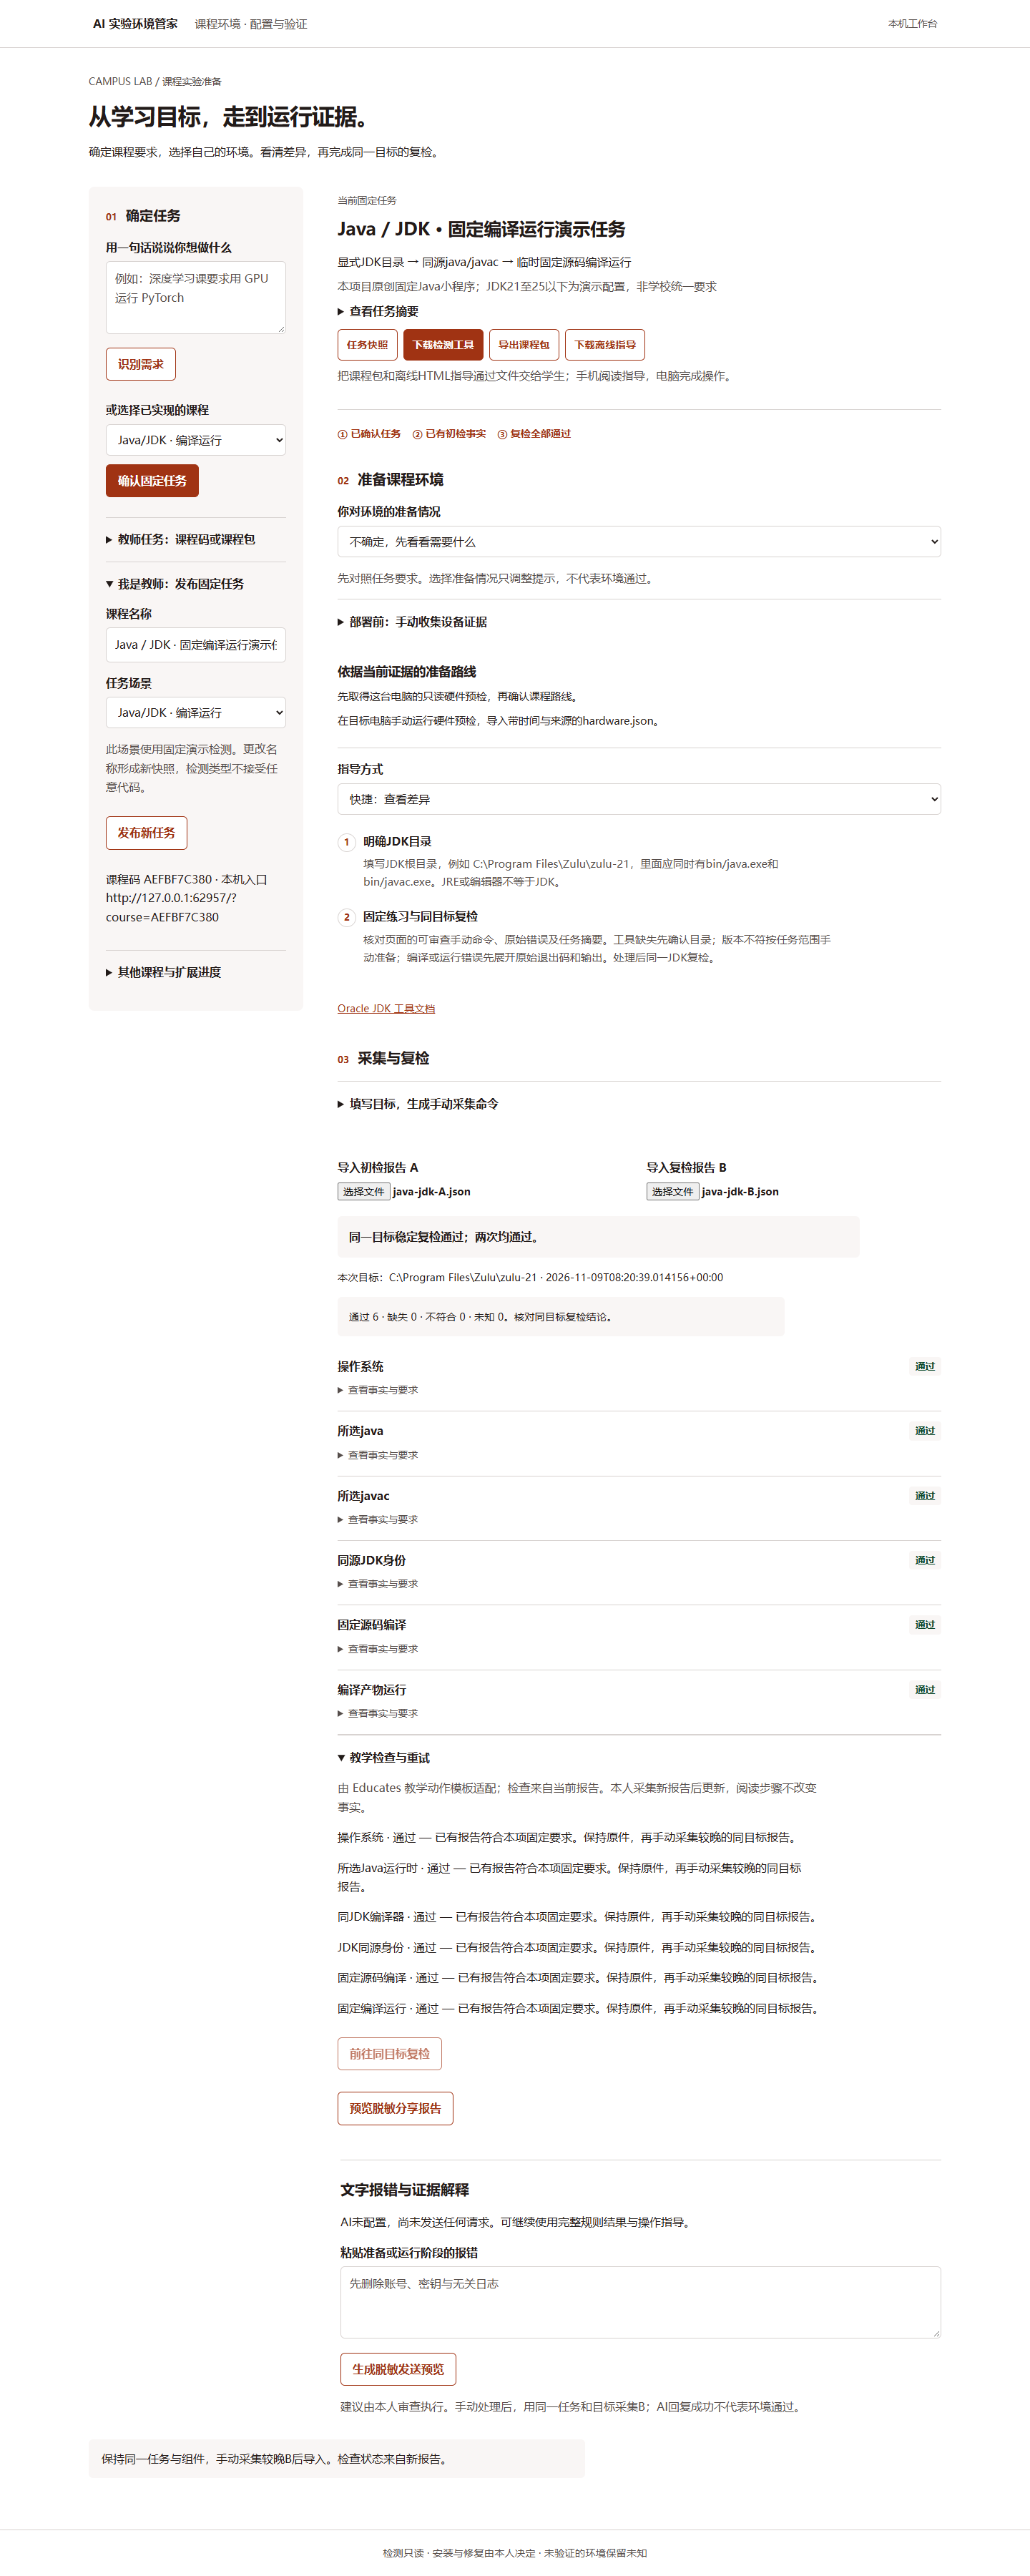 AI 实验环境管家 课程环境 · 配置与验证 本机工作台
CAMPUS LAB / 课程实验准备
从学习目标，走到运行证据。
确定课程要求，选择自己的环境。看清差异，再完成同一目标的复检。
01 确定任务
用一句话说说你想做什么
例如：深度学习课要求用 GPU
运行 PyTorch
识别需求
或选择已实现的课程
Java/JDK · 编译运行
确认固定任务
教师任务：课程码或课程包
我是教师：发布固定任务
课程名称
Java / JDK · 固定编译运行演示任
任务场景
Java/JDK · 编译运行
此场景使用固定演示检测。更改名
称形成新快照，检测类型不接受任
意代码。
发布新任务
课程码 AEFBF7C380 · 本机入口
http://127.0.0.1:62957/?
course=AEFBF7C380
其他课程与扩展进度
当前固定任务
Java / JDK · 固定编译运行演示任务
显式JDK目录 → 同源java/javac → 临时固定源码编译运行
本项目原创固定Java小程序；JDK21至25以下为演示配置，非学校统一要求
查看任务摘要
任务快照 下载检测工具 导出课程包 下载离线指导
把课程包和离线HTML指导通过文件交给学生；手机阅读指导，电脑完成操作。
① 已确认任务 ② 已有初检事实 ③ 复检全部通过
02 准备课程环境
你对环境的准备情况
不确定，先看看需要什么
先对照任务要求。选择准备情况只调整提示，不代表环境通过。
部署前：手动收集设备证据
依据当前证据的准备路线
先取得这台电脑的只读硬件预检，再确认课程路线。
在目标电脑手动运行硬件预检，导入带时间与来源的hardware.json。
指导方式
快捷：查看差异
1 明确JDK目录
填写JDK根目录，例如 C:\Program Files\Zulu\zulu-21，里面应同时有bin/java.exe和
bin/javac.exe。JRE或编辑器不等于JDK。
2 固定练习与同目标复检
核对页面的可审查手动命令、原始错误及任务摘要。工具缺失先确认目录；版本不符按任务范围手
动准备；编译或运行错误先展开原始退出码和输出。处理后同一JDK复检。
Oracle JDK 工具文档
03 采集与复检
填写目标，生成手动采集命令
导入初检报告 A 导入复检报告 B
选择文件 java-jdk-A.json 选择文件 java-jdk-B.json
同一目标稳定复检通过；两次均通过。
本次目标：C:\Program Files\Zulu\zulu-21 · 2026-11-09T08:20:39.014156+00:00
通过 6 · 缺失 0 · 不符合 0 · 未知 0。核对同目标复检结论。
操作系统 通过
查看事实与要求
所选java 通过
查看事实与要求
所选javac 通过
查看事实与要求
同源JDK身份 通过
查看事实与要求
固定源码编译 通过
查看事实与要求
编译产物运行 通过
查看事实与要求
教学检查与重试
由 Educates 教学动作模板适配；检查来自当前报告。本人采集新报告后更新，阅读步骤不改变
事实。
操作系统 · 通过 — 已有报告符合本项固定要求。保持原件，再手动采集较晚的同目标报告。
所选Java运行时 · 通过 — 已有报告符合本项固定要求。保持原件，再手动采集较晚的同目标
报告。
同JDK编译器 · 通过 — 已有报告符合本项固定要求。保持原件，再手动采集较晚的同目标报告。
JDK同源身份 · 通过 — 已有报告符合本项固定要求。保持原件，再手动采集较晚的同目标报告。
固定源码编译 · 通过 — 已有报告符合本项固定要求。保持原件，再手动采集较晚的同目标报告。
固定编译运行 · 通过 — 已有报告符合本项固定要求。保持原件，再手动采集较晚的同目标报告。
前往同目标复检
预览脱敏分享报告
文字报错与证据解释
AI未配置，尚未发送任何请求。可继续使用完整规则结果与操作指导。
粘贴准备或运行阶段的报错
先删除账号、密钥与无关日志
生成脱敏发送预览
建议由本人审查执行。手动处理后，用同一任务和目标采集B；AI回复成功不代表环境通过。
保持同一任务与组件，手动采集较晚B后导入。检查状态来自新报告。
检测只读 · 安装与修复由本人决定 · 未验证的环境保留未知